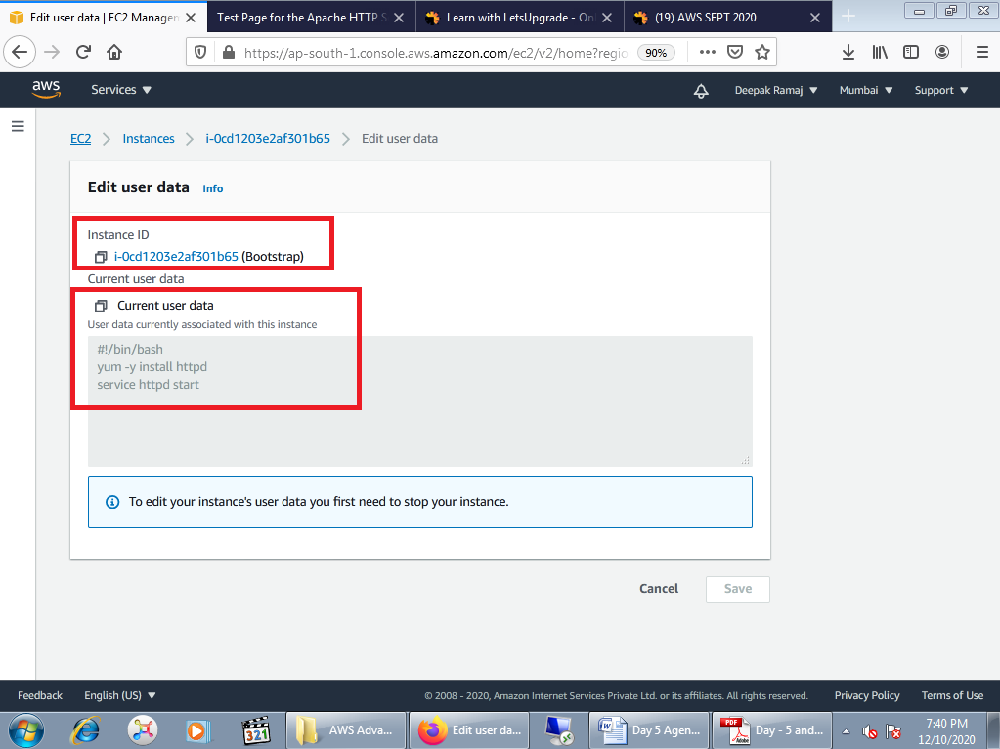 Edit user data | EC2 Managen
Test Page for the Apache HTTP S
Learn with LetsUpgrade - Onl
(19) AWS SEPT 2020
https://ap-south-1.console.aws.amazon.com/ec2/v2/home?regio
90%
aws
Services
Deepak Ramaj
Mumbai
Support
EC2
Instances
i-0cd1203e2af301b65
Edit user data
Edit user data
Info
Instance ID
i-0cd1203e2af301b65 (Bootstrap)
Current user data
Current user data
User data currently associated with this instance
#!/bin/bash
yum -y install httpd
service httpd start
To edit your instance's user data you first need to stop your instance.
Cancel
Save
Feedback
English (US)
© 2008 - 2020, Amazon Internet Services Private Ltd. or its affiliates. All rights reserved.
Privacy Policy
Terms of Use
321
AWS Adva...
Edit user da...
Day 5 Agen...
PDF
Adobe
Day - 5 and...
7:40 PM
12/10/2020